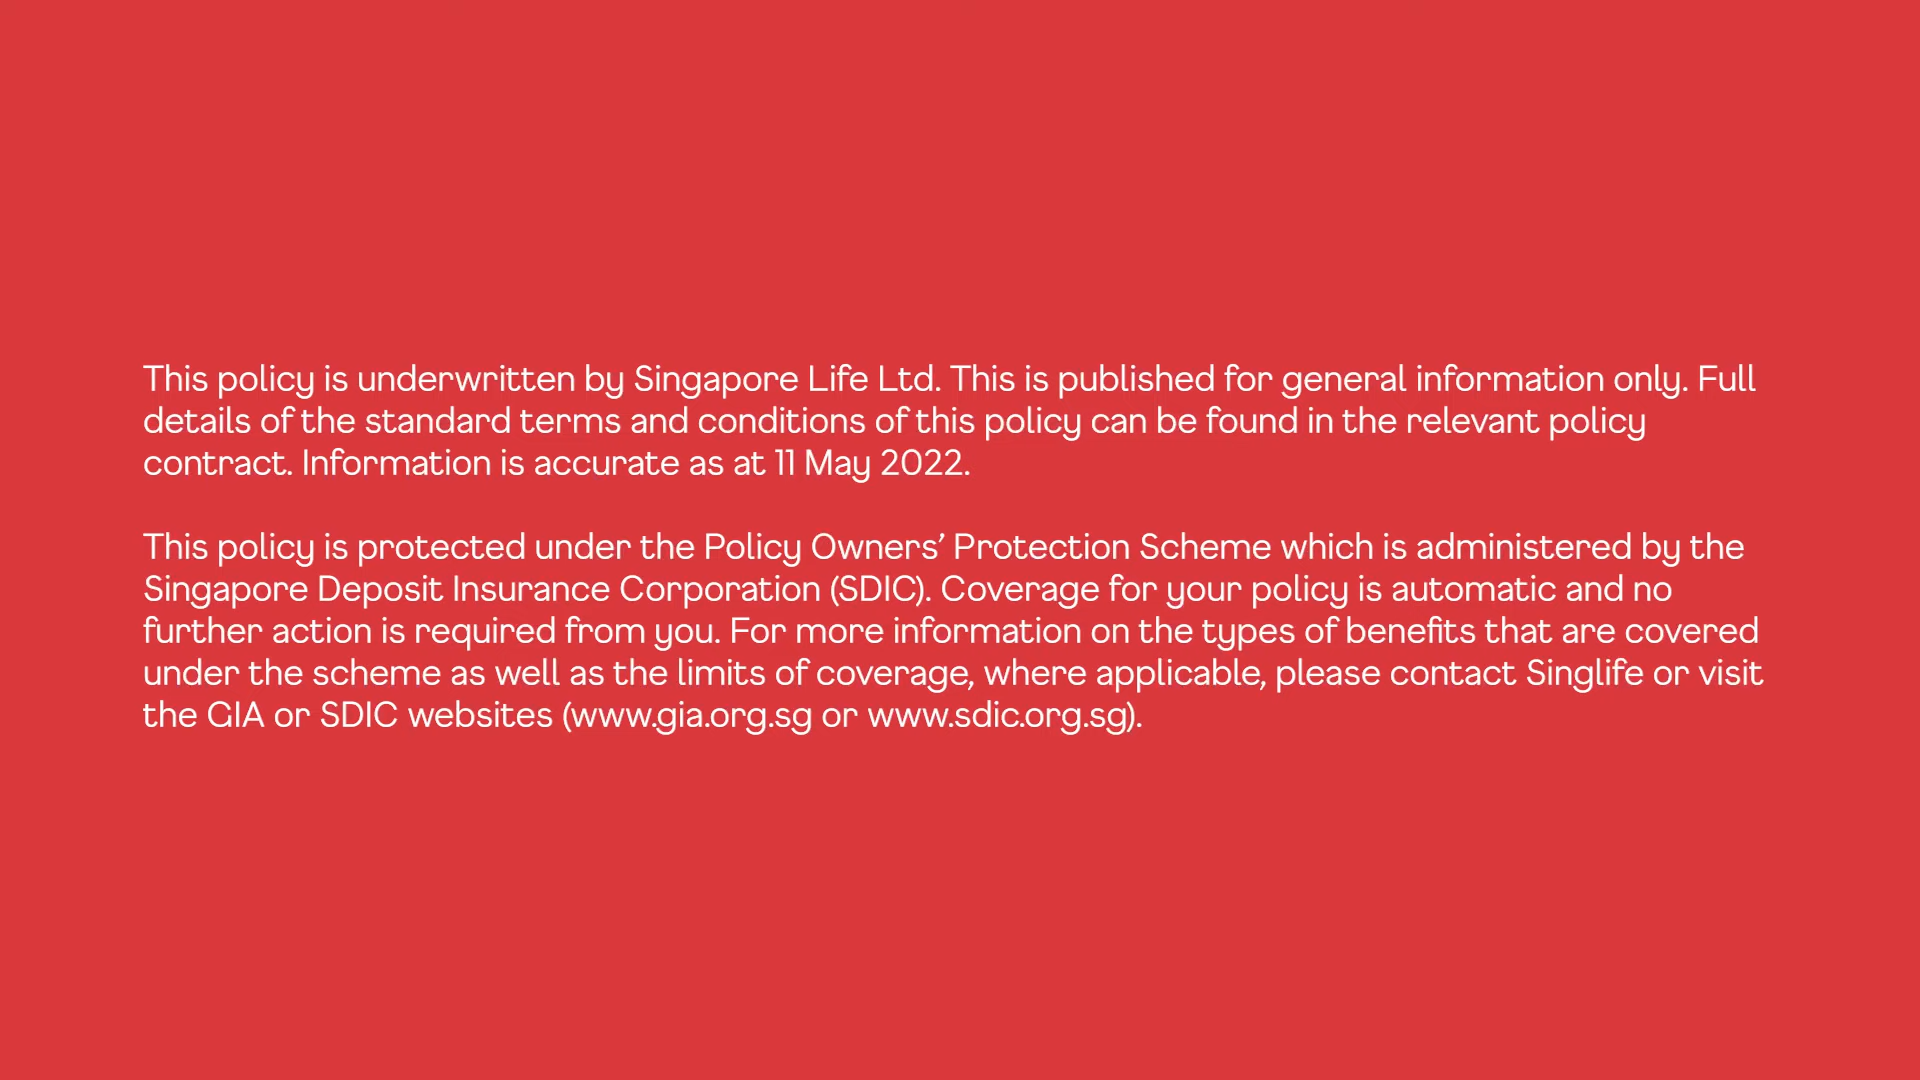 This policy is underwritten by Singapore Life Ltd. This is published for general information only. Full
details of the standard terms and conditions of this policy can be found in the relevant policy
contract. Information is accurate as at 11 May 2022.
This policy is protected under the Policy Owners’ Protection Scheme which is administered by the
Singapore Deposit Insurance Corporation (SDIC). Coverage for your policy is automatic and no
further action is required from you. For more information on the types of benefits that are covered
under the scheme as well as the limits of coverage, where applicable, please contact Singlife or visit
the GIA or SDIC websites (www.gia.org.sg or www.sdic.org.sg).